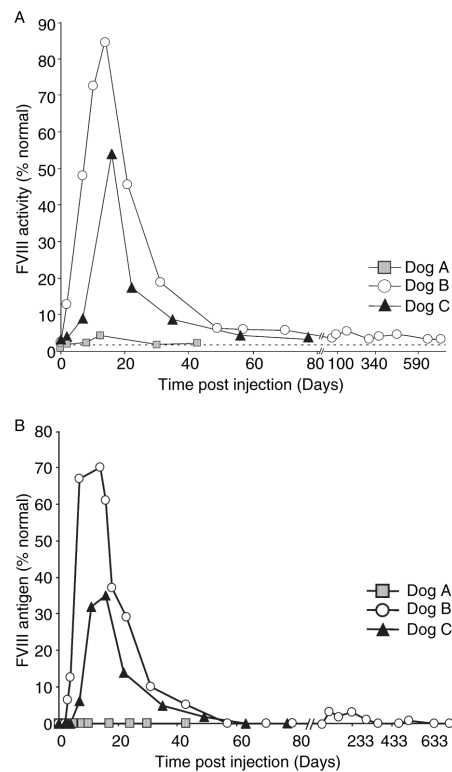 A
90
80
70
60
50
40
30
20
10
0
FVIII activity (% normal)
Dog A
Dog B
Dog C
0 20 40 60 80 100 340 590
Time post injection (Days)
B
80
70
60
50
40
30
20
10
0
FVIII antigen (% normal)
Dog A
Dog B
Dog C
0 20 40 60 80 233 433 633
Time post injection (Days)